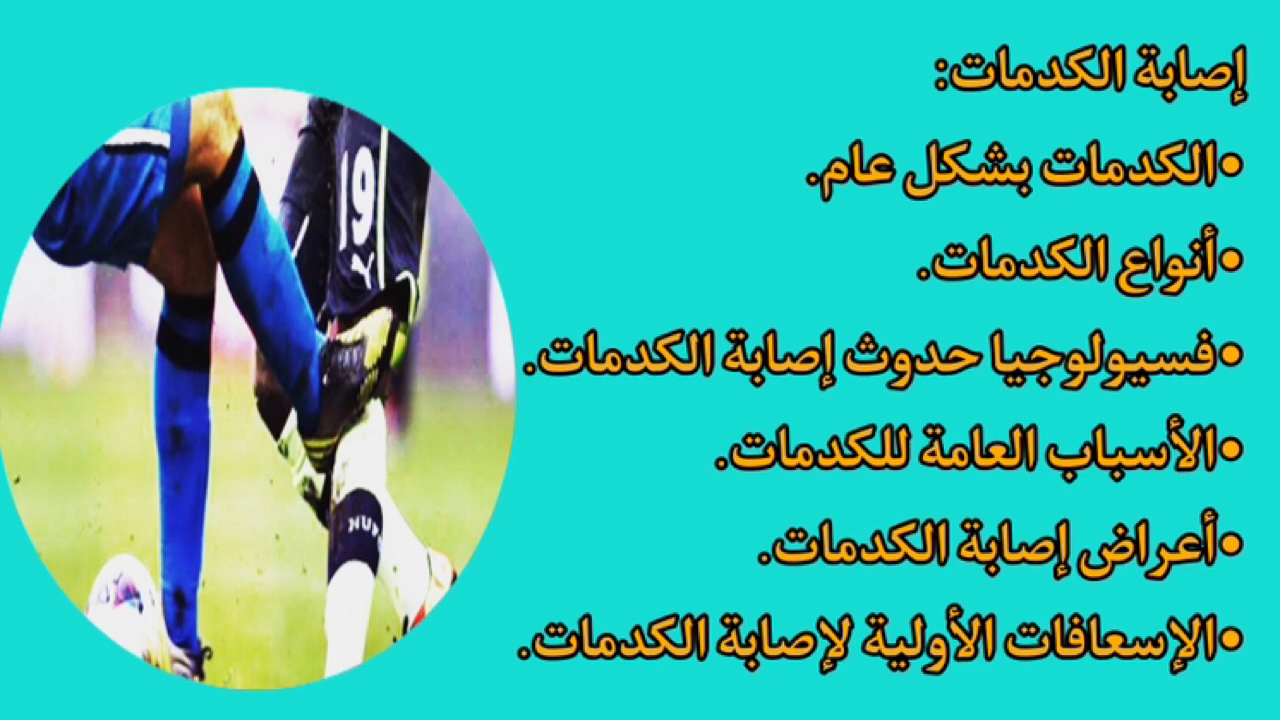 إصابة الكدمات:
•الكدمات بشكل عام.
•أنواع الكدمات.
•فسيولوجيا حدوث إصابة الكدمات.
•الأسباب العامة للكدمات.
•أعراض إصابة الكدمات.
•الإسعافات الأولية لإصابة الكدمات.
19